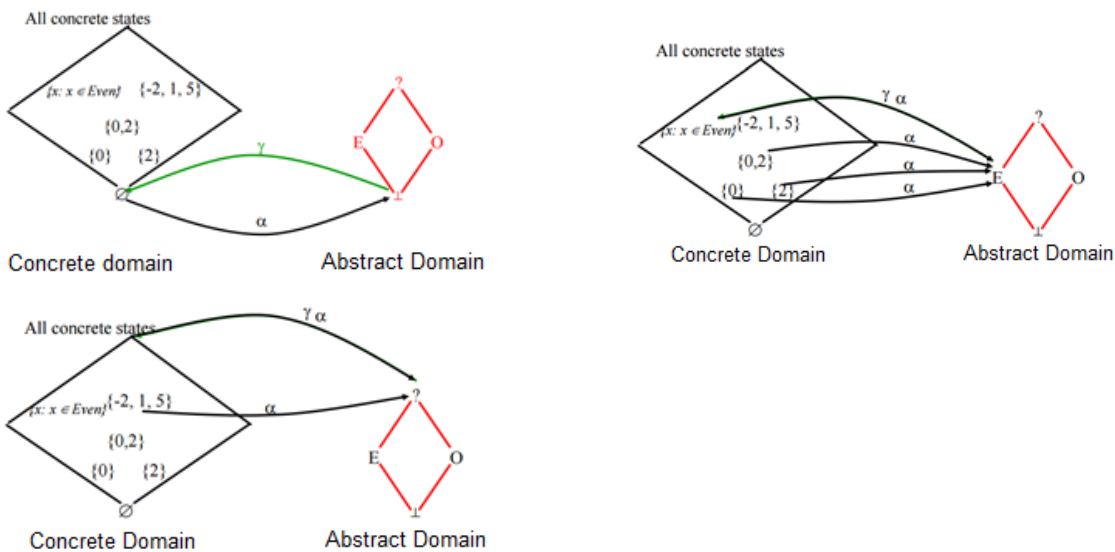 All concrete states
{x: x ∈ Even} {-2, 1, 5}
{0,2}
{0} {2}
∅
γ
α
?
E O
⊥
Concrete domain Abstract Domain
All concrete states
{x: x ∈ Even} {-2, 1, 5}
{0,2}
{0} {2}
∅
γ α
α
α
α
?
E O
⊥
Concrete Domain Abstract Domain
All concrete states
{x: x ∈ Even} {-2, 1, 5}
{0,2}
{0} {2}
∅
γ α
α
?
E O
⊥
Concrete Domain Abstract Domain